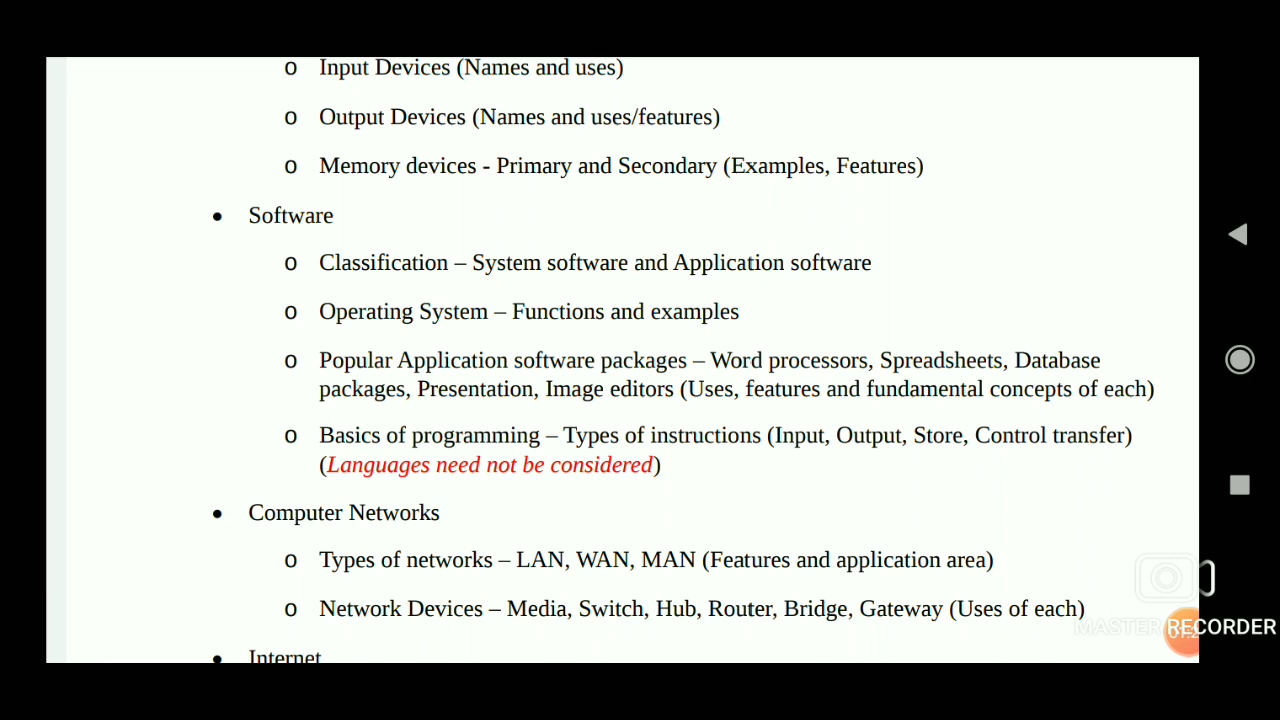 o Input Devices (Names and uses)
o Output Devices (Names and uses/features)
o Memory devices - Primary and Secondary (Examples, Features)
• Software
o Classification – System software and Application software
o Operating System – Functions and examples
o Popular Application software packages – Word processors, Spreadsheets, Database
packages, Presentation, Image editors (Uses, features and fundamental concepts of each)
o Basics of programming – Types of instructions (Input, Output, Store, Control transfer)
(Languages need not be considered)
• Computer Networks
o Types of networks – LAN, WAN, MAN (Features and application area)
o Network Devices – Media, Switch, Hub, Router, Bridge, Gateway (Uses of each)
MASTER RECORDER
• Internet